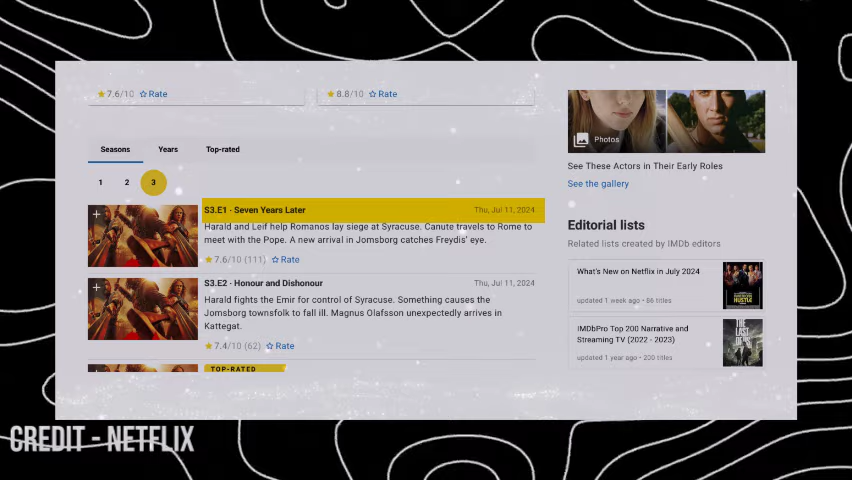 7.6/10 Rate
8.8/10 Rate
Photos
See These Actors in Their Early Roles
See the gallery
Seasons Years Top-rated
1 2 3
S3.E1 · Seven Years Later Thu, Jul 11, 2024
Harald and Leif help Romanos lay siege at Syracuse. Canute travels to Rome to
meet with the Pope. A new arrival in Jomsborg catches Freydis' eye.
7.6/10 (111) Rate
S3.E2 · Honour and Dishonour Thu, Jul 11, 2024
Harald fights the Emir for control of Syracuse. Something causes the
Jomsborg townsfolk to fall ill. Magnus Olafsson unexpectedly arrives in
Kattegat.
7.4/10 (62) Rate
TOP-RATED
Editorial lists
Related lists created by IMDb editors
What's New on Netflix in July 2024
updated 1 week ago • 86 titles
HUSTLE
IMDbPro Top 200 Narrative and
Streaming TV (2022 - 2023)
updated 1 year ago • 200 titles
THE
LAST
OF
CREDIT - NETFLIX